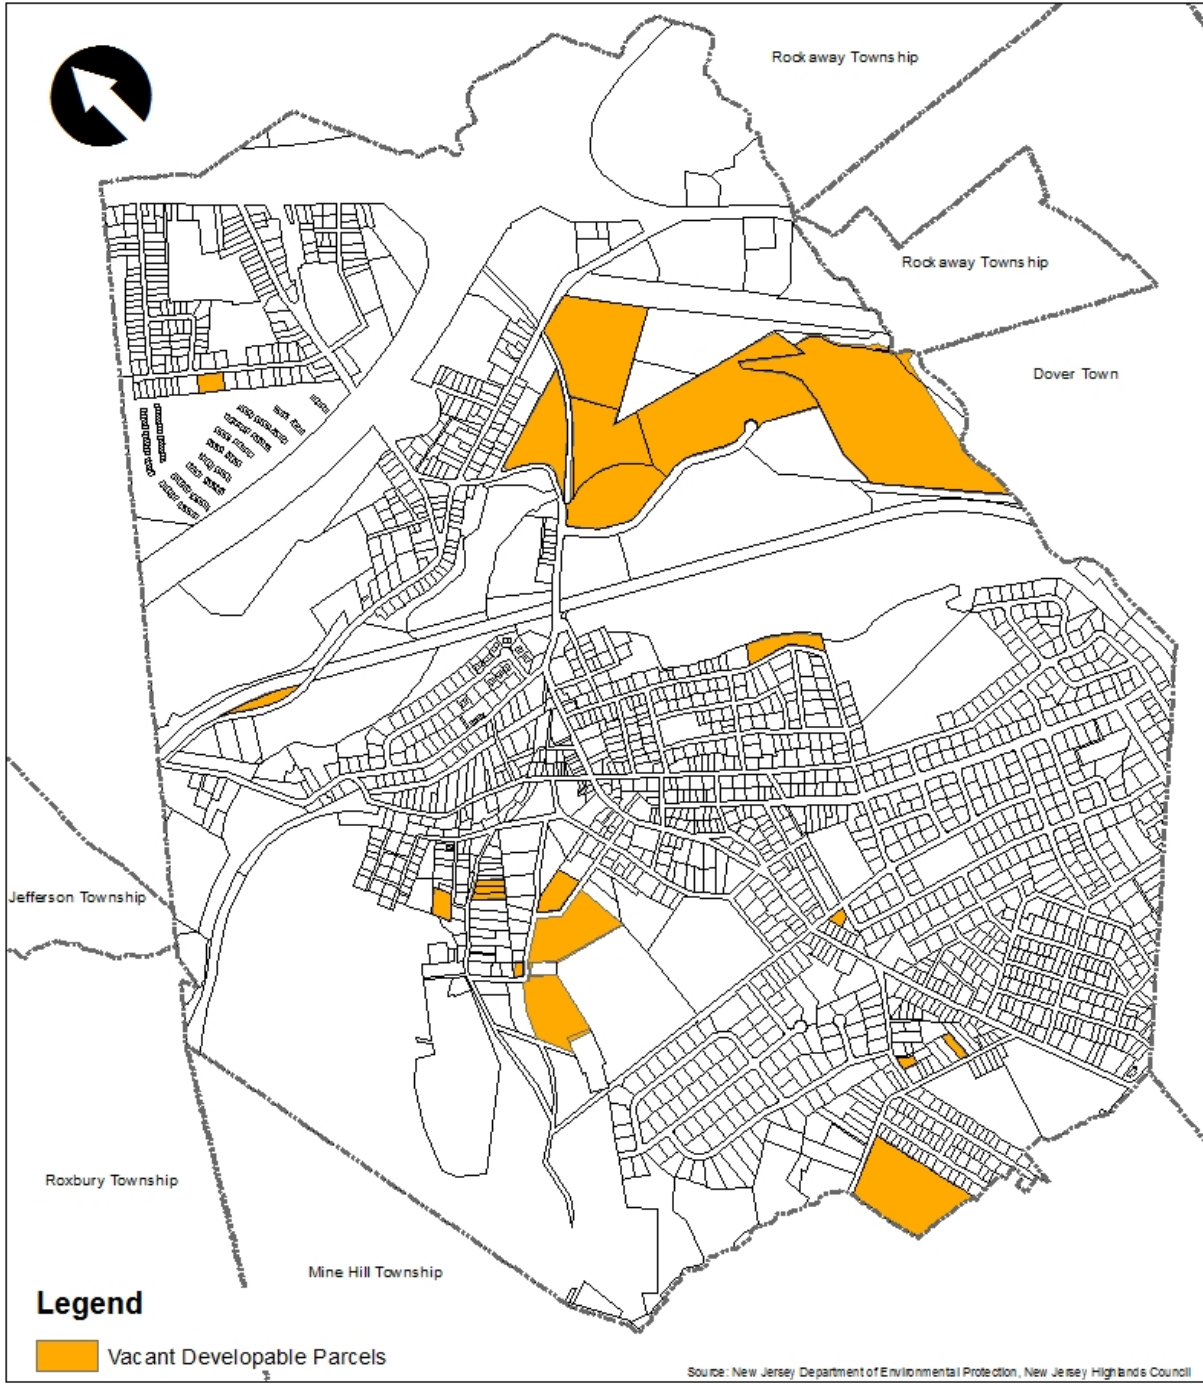 Rockaway Township
Rockaway Township
Dover Town
Jefferson Township
Roxbury Township
Mine Hill Township
Legend
Vacant Developable Parcels
Source: New Jersey Department of Environmental Protection, New Jersey Highlands Council